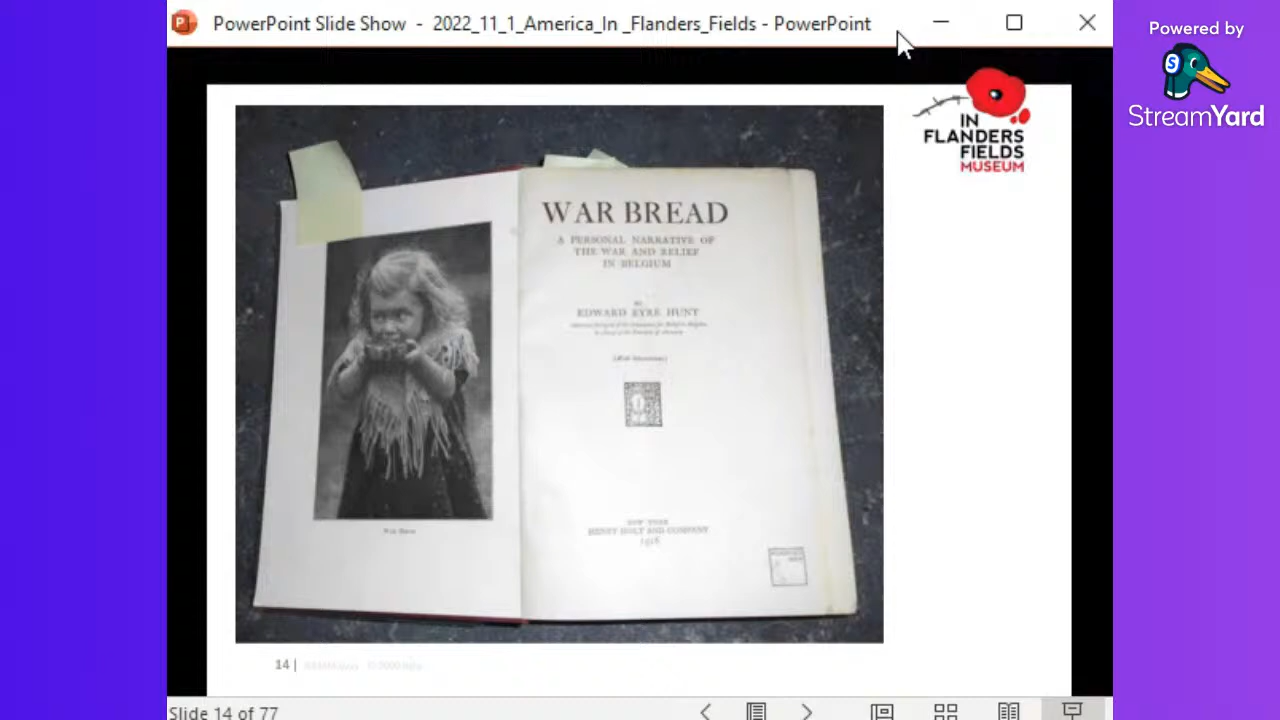 PowerPoint Slide Show - 2022_11_1_America_In _Flanders_Fields - PowerPoint
Powered by
StreamYard
IN
FLANDERS
FIELDS
MUSEUM
WAR BREAD
A PERSONAL NARRATIVE OF
THE WAR AND RELIEF
IN BELGIUM
BY
EDWARD EYRE HUNT
NEW YORK
HENRY HOLT AND COMPANY
14 |
Slide 14 of 77